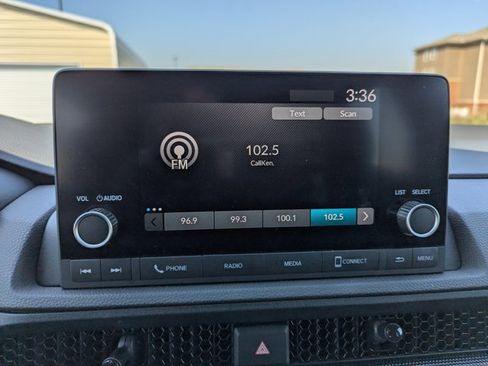 3:36
Text Scan
102.5
FM
CallKen.
VOL AUDIO
LIST SELECT
96.9 99.3 100.1 102.5
PHONE RADIO MEDIA CONNECT MENU